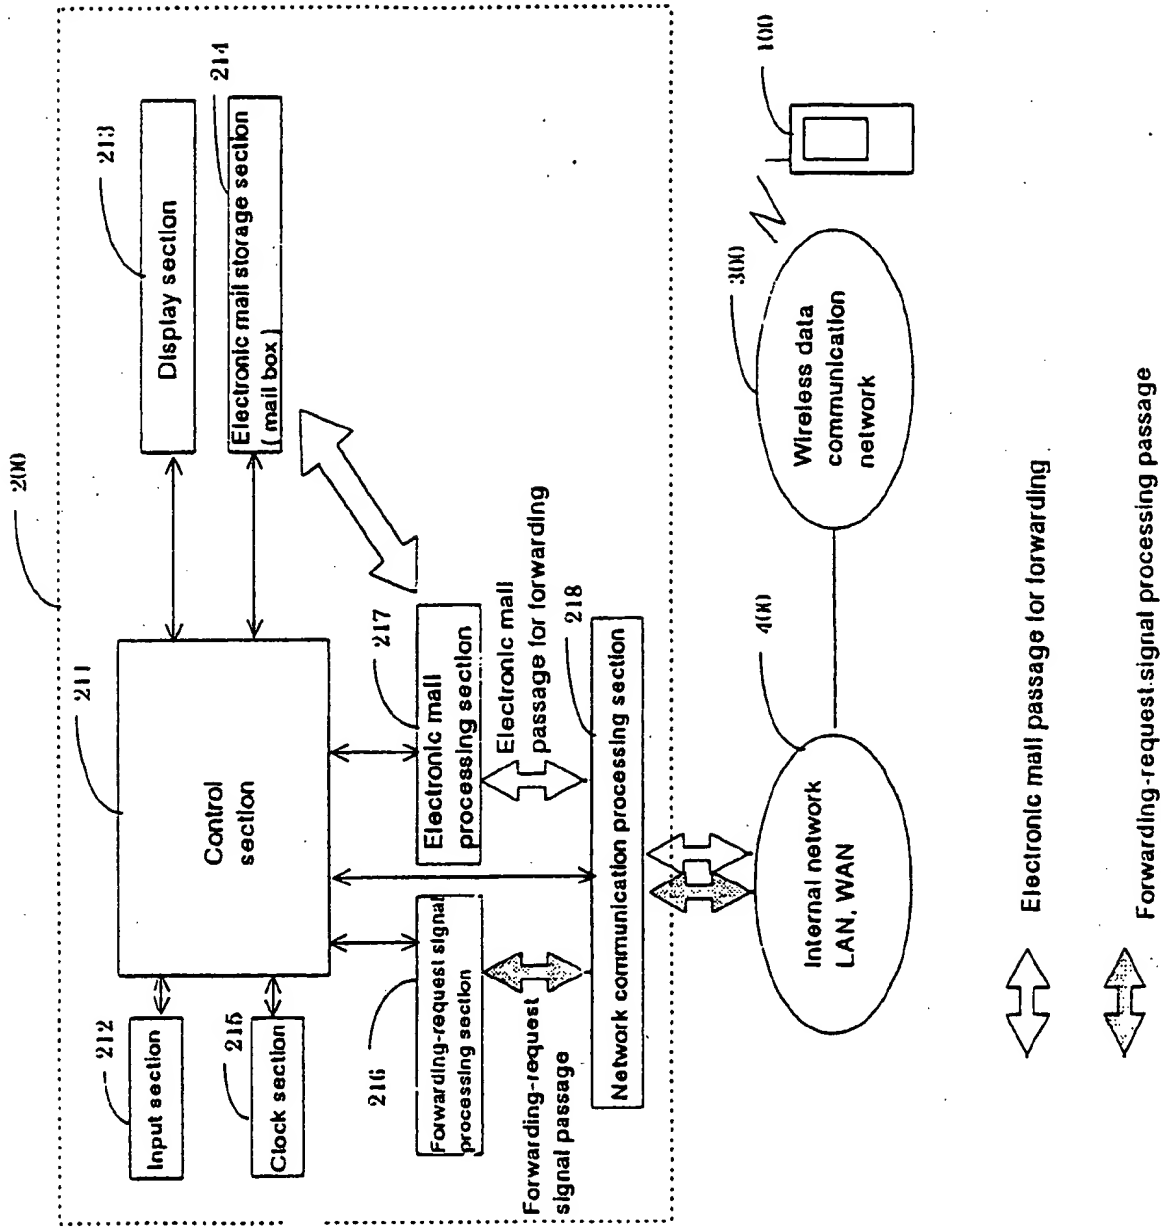 200
211
213
214
212
215
216
217
218
Input section
Clock section
Control
section
Display section
Electronic mail storage section
( mail box )
Forwarding-request signal
processing section
Electronic mall
processing section
Forwarding-request
signal passage
Electronic mall
passage for forwarding
Network communication processing section
400
300
100
Internal network
LAN, WAN
Wireless data
communication
network
Electronic mall passage for forwarding
Forwarding-request signal processing passage